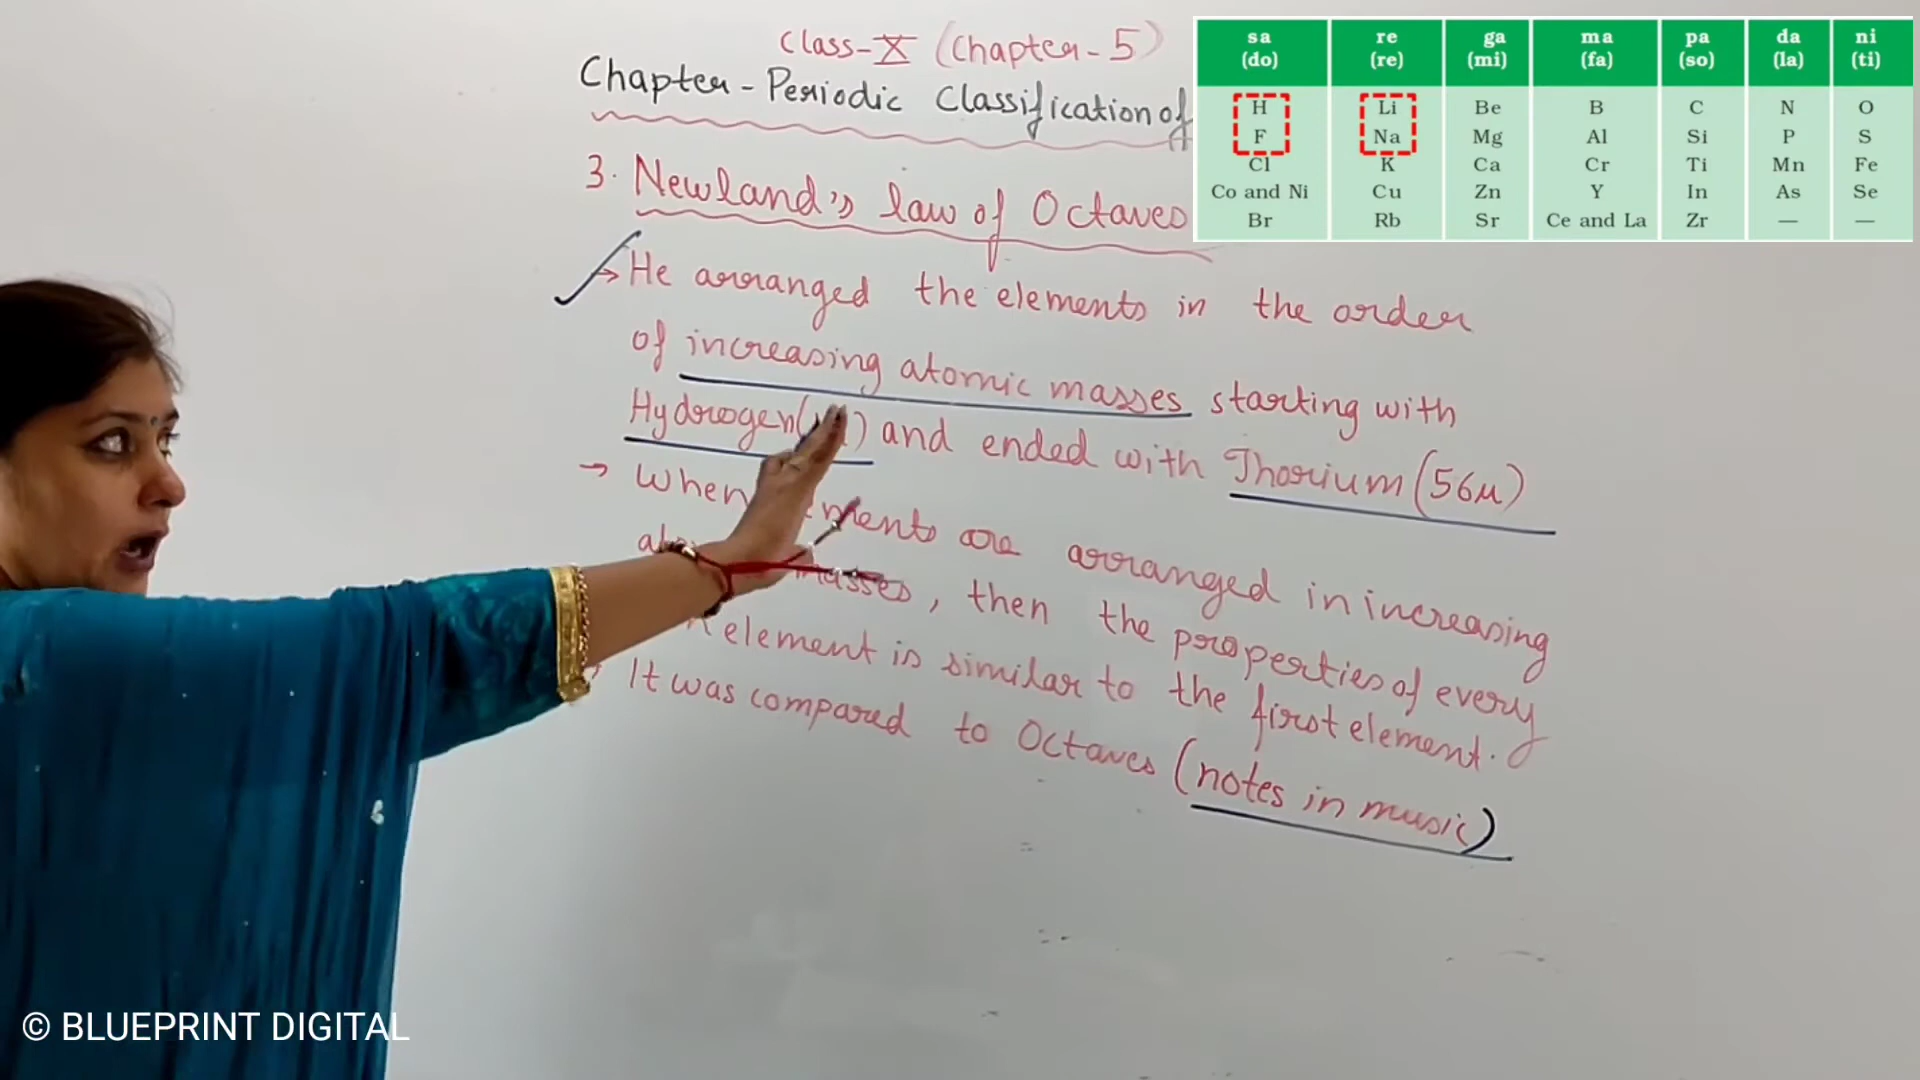 Class-X (Chapter-5)
Chapter-Periodic Classification of
3. Newland's law of Octaves
→ He arranged the elements in the order
of increasing atomic masses starting with
Hydrogen( ) and ended with Thorium (56u)
→ When are arranged in increasing
masses, then the properties of every
element is similar to the first element.
It was compared to Octaves (notes in music)
sa re ga ma pa da ni
(do) (re) (mi) (fa) (so) (la) (ti)
H Li Be B C N O
F Na Mg Al Si P S
Cl K Ca Cr Ti Mn Fe
Co and Ni Cu Zn Y In As Se
Br Rb Sr Ce and La Zr — —
© BLUEPRINT DIGITAL